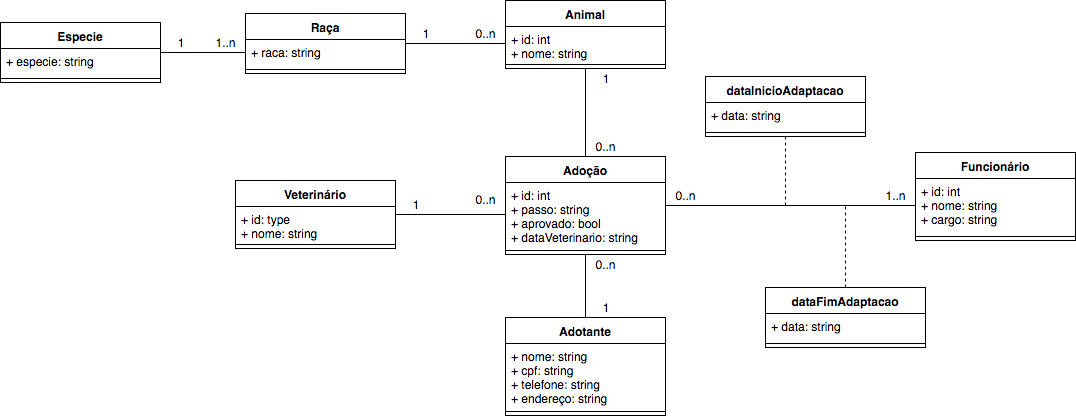 Especie
+ especie: string
1
1..n
Raça
+ raca: string
1
0..n
Animal
+ id: int
+ nome: string
1
0..n
dataInicioAdaptacao
+ data: string
Veterinário
+ id: type
+ nome: string
1
0..n
Adoção
+ id: int
+ passo: string
+ aprovado: bool
+ dataVeterinario: string
0..n
1..n
Funcionário
+ id: int
+ nome: string
+ cargo: string
0..n
1
dataFimAdaptacao
+ data: string
Adotante
+ nome: string
+ cpf: string
+ telefone: string
+ endereço: string